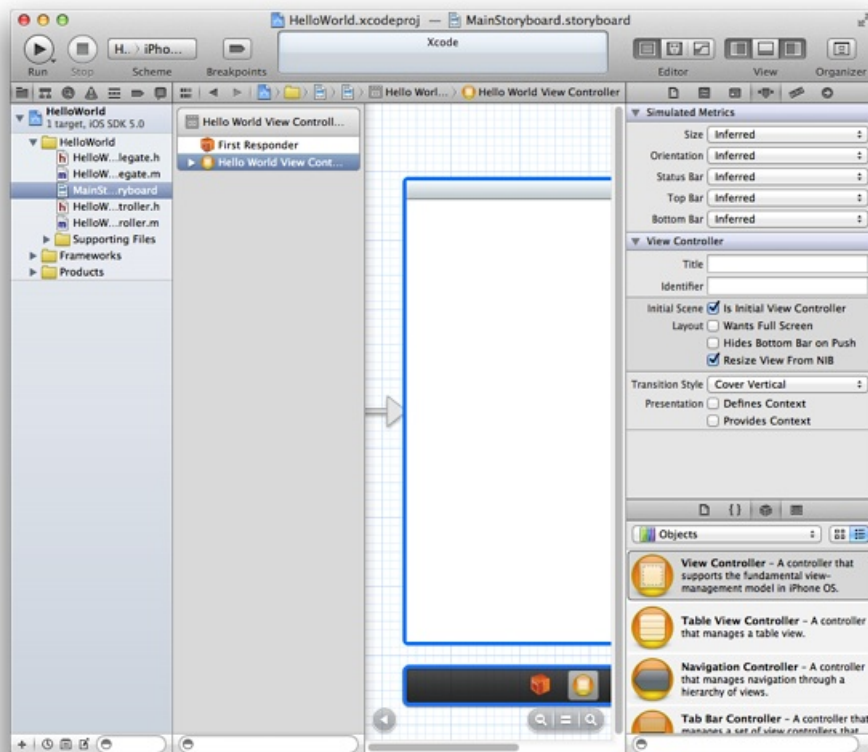 HelloWorld.xcodeproj — MainStoryboard.storyboard
H.. iPho...
Xcode
Run Stop Scheme Breakpoints Editor View Organizer
Hello Worl... Hello World View Controller
HelloWorld
1 target, iOS SDK 5.0
HelloWorld
h HelloW...legate.h
m HelloW...egate.m
MainSt...ryboard
h HelloW...troller.h
m HelloW...roller.m
Supporting Files
Frameworks
Products
Hello World View Controll...
First Responder
Hello World View Cont...
Simulated Metrics
Size Inferred
Orientation Inferred
Status Bar Inferred
Top Bar Inferred
Bottom Bar Inferred
View Controller
Title
Identifier
Initial Scene Is Initial View Controller
Layout Wants Full Screen
Hides Bottom Bar on Push
Resize View From NIB
Transition Style Cover Vertical
Presentation Defines Context
Provides Context
{ }
Objects
View Controller – A controller that
supports the fundamental view-
management model in iPhone OS.
Table View Controller – A controller
that manages a table view.
Navigation Controller – A controller
that manages navigation through a
hierarchy of views.
Tab Bar Controller – A controller that
manages a set of view controllers that